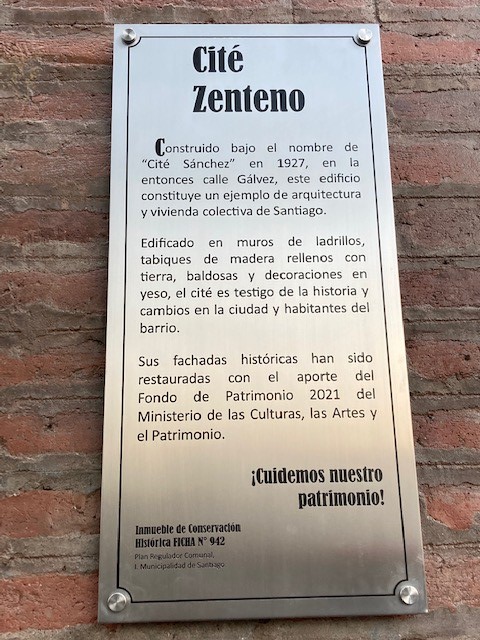 Cité
Zenteno
Construido bajo el nombre de
“Cité Sánchez” en 1927, en la
entonces calle Gálvez, este edificio
constituye un ejemplo de arquitectura
y vivienda colectiva de Santiago.
Edificado en muros de ladrillos,
tabiques de madera rellenos con
tierra, baldosas y decoraciones en
yeso, el cité es testigo de la historia y
cambios en la ciudad y habitantes del
barrio.
Sus fachadas históricas han sido
restauradas con el aporte del
Fondo de Patrimonio 2021 del
Ministerio de las Culturas, las Artes y
el Patrimonio.
¡Cuidemos nuestro
patrimonio!
Inmueble de Conservación
Histórica FICHA N° 942
Plan Regulador Comunal,
I. Municipalidad de Santiago